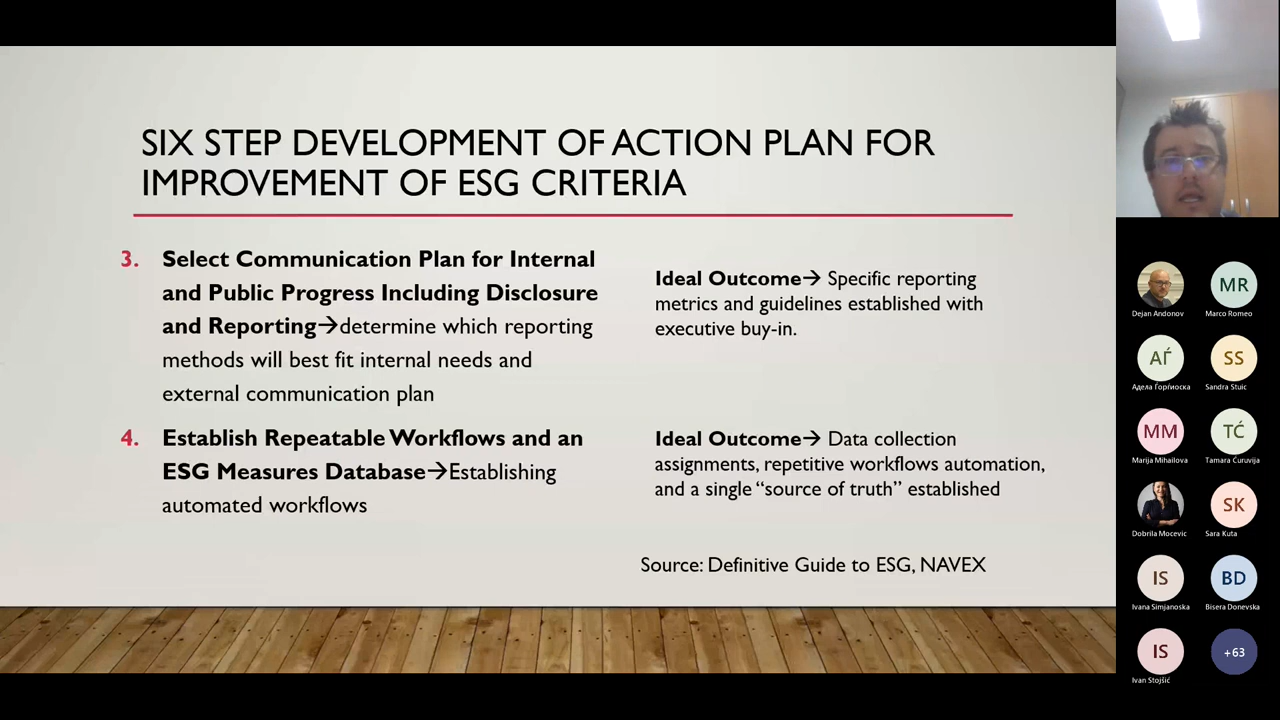 SIX STEP DEVELOPMENT OF ACTION PLAN FOR
IMPROVEMENT OF ESG CRITERIA
3. Select Communication Plan for Internal
and Public Progress Including Disclosure
and Reporting→determine which reporting
methods will best fit internal needs and
external communication plan
Ideal Outcome→ Specific reporting
metrics and guidelines established with
executive buy-in.
4. Establish Repeatable Workflows and an
ESG Measures Database→Establishing
automated workflows
Ideal Outcome→ Data collection
assignments, repetitive workflows automation,
and a single “source of truth” established
Source: Definitive Guide to ESG, NAVEX
Dejan Andonov
MR
Marco Romeo
АЃ
Адела Ѓорѓиоска
SS
Sandra Stuic
MM
Marija Mihailova
TĆ
Tamara Ćuruvija
Dobrila Mocevic
SK
Sara Kuta
IS
Ivana Simjanoska
BD
Bisera Donevska
IS
Ivan Stojšić
+63